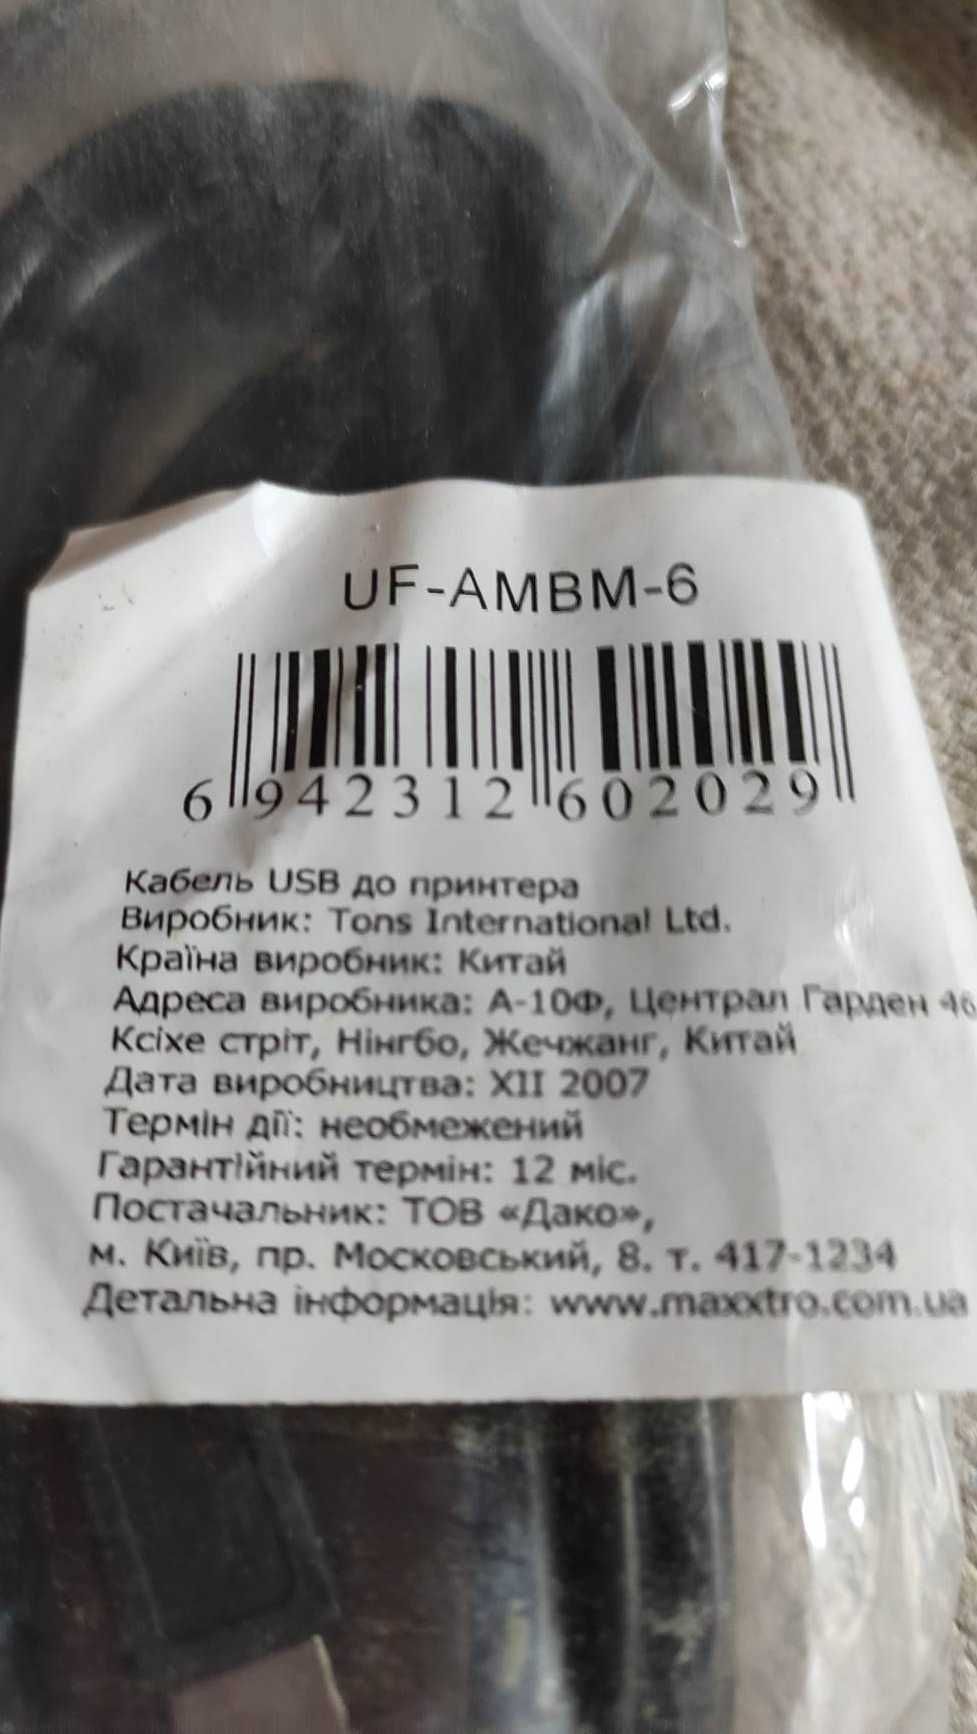 UF-AMBM-6
6 942312 602029
Кабель USB до принтера
Виробник: Tons International Ltd.
Країна виробник: Китай
Адреса виробника: А-10Ф, Централ Гарден 46
Ксіхе стріт, Нінгбо, Жечжанг, Китай
Дата виробництва: XII 2007
Термін дії: необмежений
Гарантійний термін: 12 міс.
Постачальник: ТОВ «Дако»,
м. Київ, пр. Московський, 8. т. 417-1234
Детальна інформація: www.maxxtro.com.ua